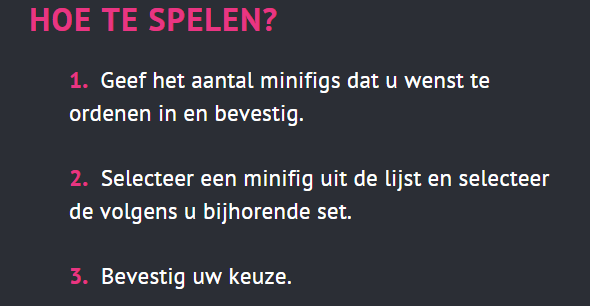 HOE TE SPELEN?
1. Geef het aantal minifigs dat u wenst te
ordenen in en bevestig.
2. Selecteer een minifig uit de lijst en selecteer
de volgens u bijhorende set.
3. Bevestig uw keuze.